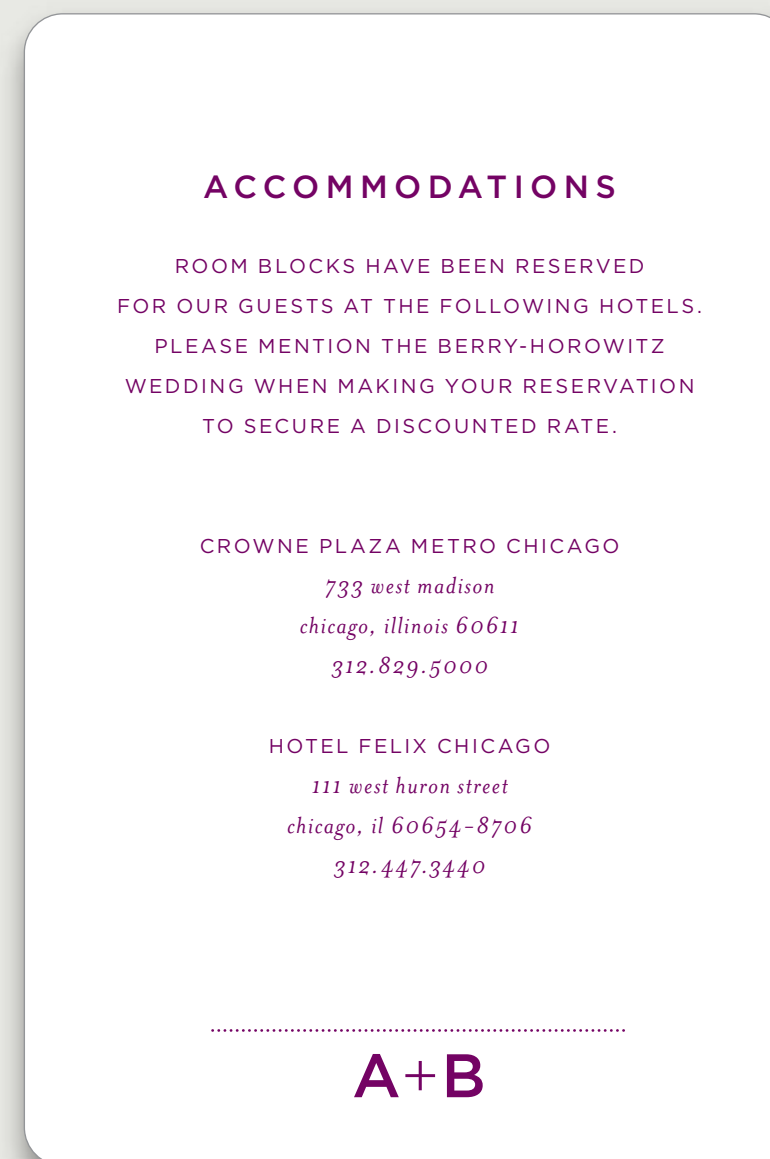 ACCOMMODATIONS
ROOM BLOCKS HAVE BEEN RESERVED
FOR OUR GUESTS AT THE FOLLOWING HOTELS.
PLEASE MENTION THE BERRY-HOROWITZ
WEDDING WHEN MAKING YOUR RESERVATION
TO SECURE A DISCOUNTED RATE.
CROWNE PLAZA METRO CHICAGO
733 west madison
chicago, illinois 60611
312.829.5000
HOTEL FELIX CHICAGO
111 west huron street
chicago, il 60654-8706
312.447.3440
A+B